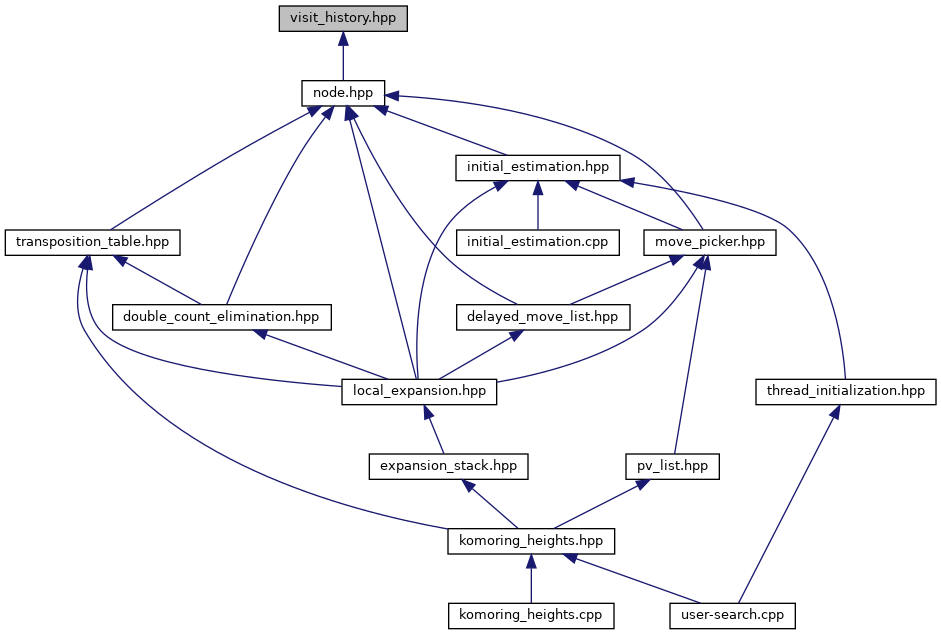 visit_history.hpp
node.hpp
initial_estimation.hpp
transposition_table.hpp
initial_estimation.cpp
move_picker.hpp
double_count_elimination.hpp
delayed_move_list.hpp
local_expansion.hpp
thread_initialization.hpp
expansion_stack.hpp
pv_list.hpp
komoring_heights.hpp
komoring_heights.cpp
user-search.cpp